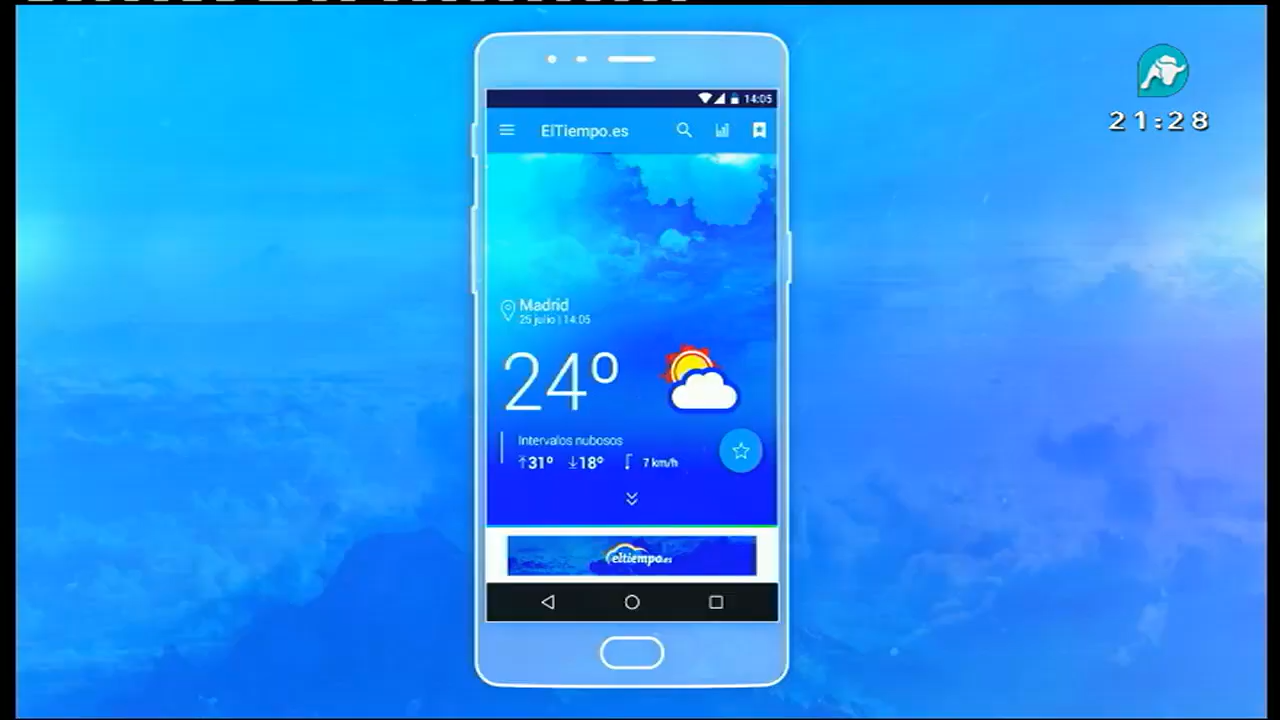 21:28
14:05
ElTiempo.es
Madrid
25 julio | 14:05
24º
Intervalos nubosos
31º 18º 7 km/h
eltiempo.es